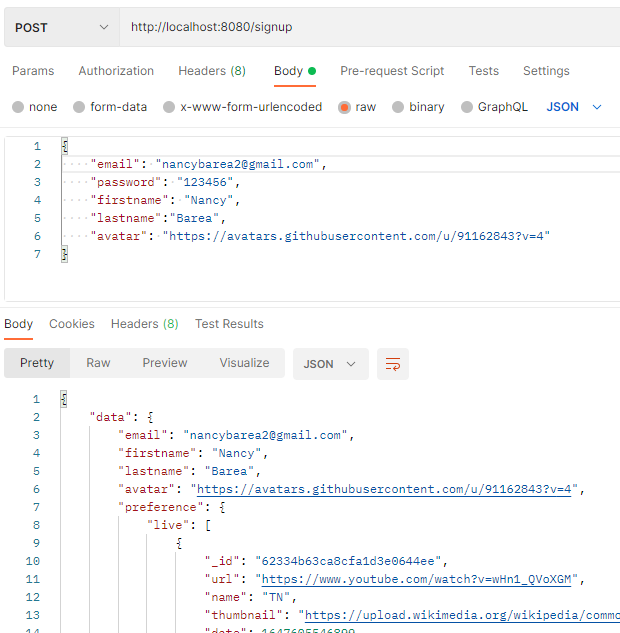 POST http://localhost:8080/signup
Params Authorization Headers (8) Body Pre-request Script Tests Settings
none form-data x-www-form-urlencoded raw binary GraphQL JSON
1 {
2 "email": "nancybarea2@gmail.com",
3 "password": "123456",
4 "firstname": "Nancy",
5 "lastname":"Barea",
6 "avatar": "https://avatars.githubusercontent.com/u/91162843?v=4"
7 }
Body Cookies Headers (8) Test Results
Pretty Raw Preview Visualize JSON
1 {
2 "data": {
3 "email": "nancybarea2@gmail.com",
4 "firstname": "Nancy",
5 "lastname": "Barea",
6 "avatar": "https://avatars.githubusercontent.com/u/91162843?v=4",
7 "preference": {
8 "live": [
9 {
10 "_id": "62334b63ca8cfa1d3e0644ee",
11 "url": "https://www.youtube.com/watch?v=wHn1_QVoXGM",
12 "name": "TN",
13 "thumbnail": "https://upload.wikimedia.org/wikipedia/commo
"date": 1647605546899